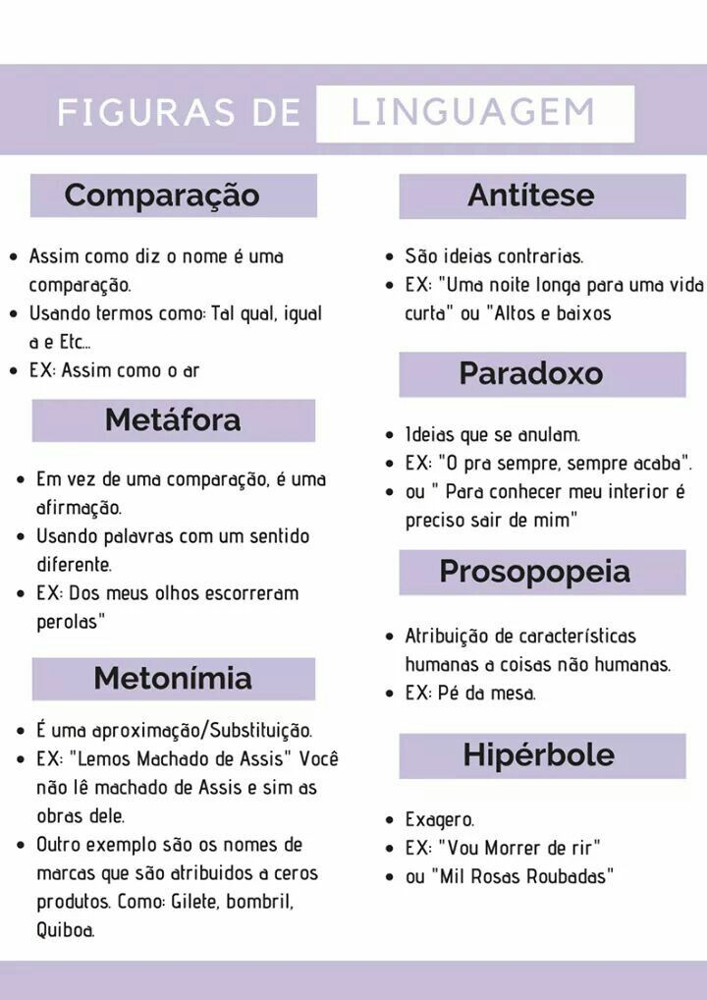 FIGURAS DE LINGUAGEM
Comparação
• Assim como diz o nome é uma
comparação.
• Usando termos como: Tal qual, igual
a e Etc...
• EX: Assim como o ar
Metáfora
• Em vez de uma comparação, é uma
afirmação.
• Usando palavras com um sentido
diferente.
• EX: Dos meus olhos escorreram
perolas"
Metonímia
• É uma aproximação/Substituição.
• EX: "Lemos Machado de Assis" Você
não lê machado de Assis e sim as
obras dele.
• Outro exemplo são os nomes de
marcas que são atribuidos a ceros
produtos. Como: Gilete, bombril,
Quiboa.
Antítese
• São ideias contrarias.
• EX: "Uma noite longa para uma vida
curta" ou "Altos e baixos
Paradoxo
• Ideias que se anulam.
• EX: "O pra sempre, sempre acaba".
• ou " Para conhecer meu interior é
preciso sair de mim"
Prosopopeia
• Atribuição de características
humanas a coisas não humanas.
• EX: Pé da mesa.
Hipérbole
• Exagero.
• EX: "Vou Morrer de rir"
• ou "Mil Rosas Roubadas"